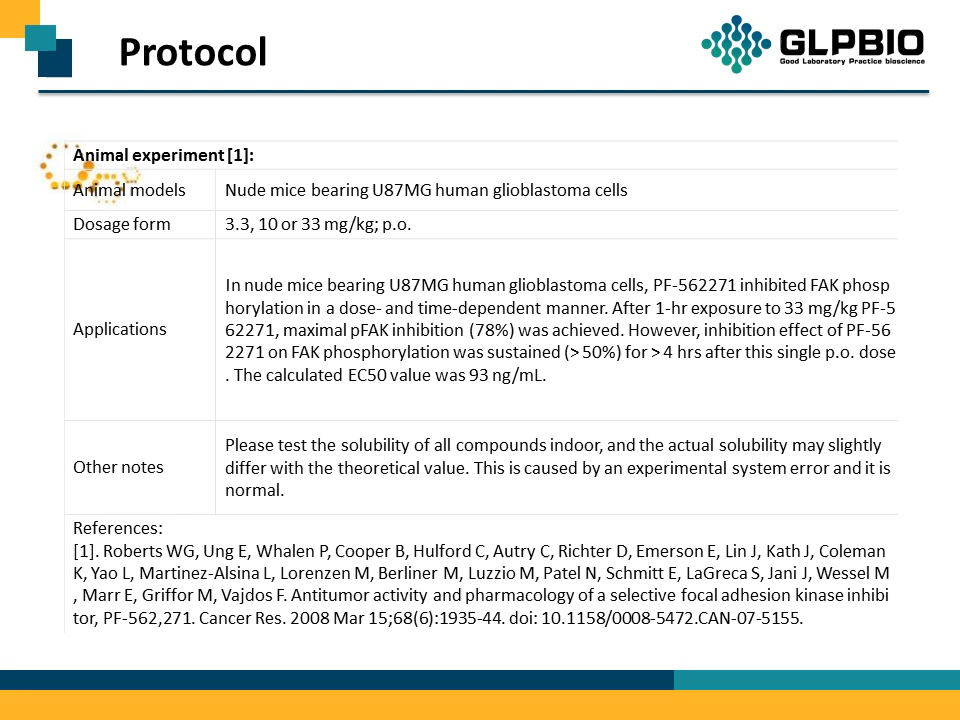 Protocol
GLPBIO
Good Laboratory Practice bioscience
Animal experiment [1]:
Animal models
Nude mice bearing U87MG human glioblastoma cells
Dosage form
3.3, 10 or 33 mg/kg; p.o.
Applications
In nude mice bearing U87MG human glioblastoma cells, PF-562271 inhibited FAK phosp
horylation in a dose- and time-dependent manner. After 1-hr exposure to 33 mg/kg PF-5
62271, maximal pFAK inhibition (78%) was achieved. However, inhibition effect of PF-56
2271 on FAK phosphorylation was sustained (> 50%) for > 4 hrs after this single p.o. dose
. The calculated EC50 value was 93 ng/mL.
Other notes
Please test the solubility of all compounds indoor, and the actual solubility may slightly
differ with the theoretical value. This is caused by an experimental system error and it is
normal.
References:
[1]. Roberts WG, Ung E, Whalen P, Cooper B, Hulford C, Autry C, Richter D, Emerson E, Lin J, Kath J, Coleman
K, Yao L, Martinez-Alsina L, Lorenzen M, Berliner M, Luzzio M, Patel N, Schmitt E, LaGreca S, Jani J, Wessel M
, Marr E, Griffor M, Vajdos F. Antitumor activity and pharmacology of a selective focal adhesion kinase inhibi
tor, PF-562,271. Cancer Res. 2008 Mar 15;68(6):1935-44. doi: 10.1158/0008-5472.CAN-07-5155.